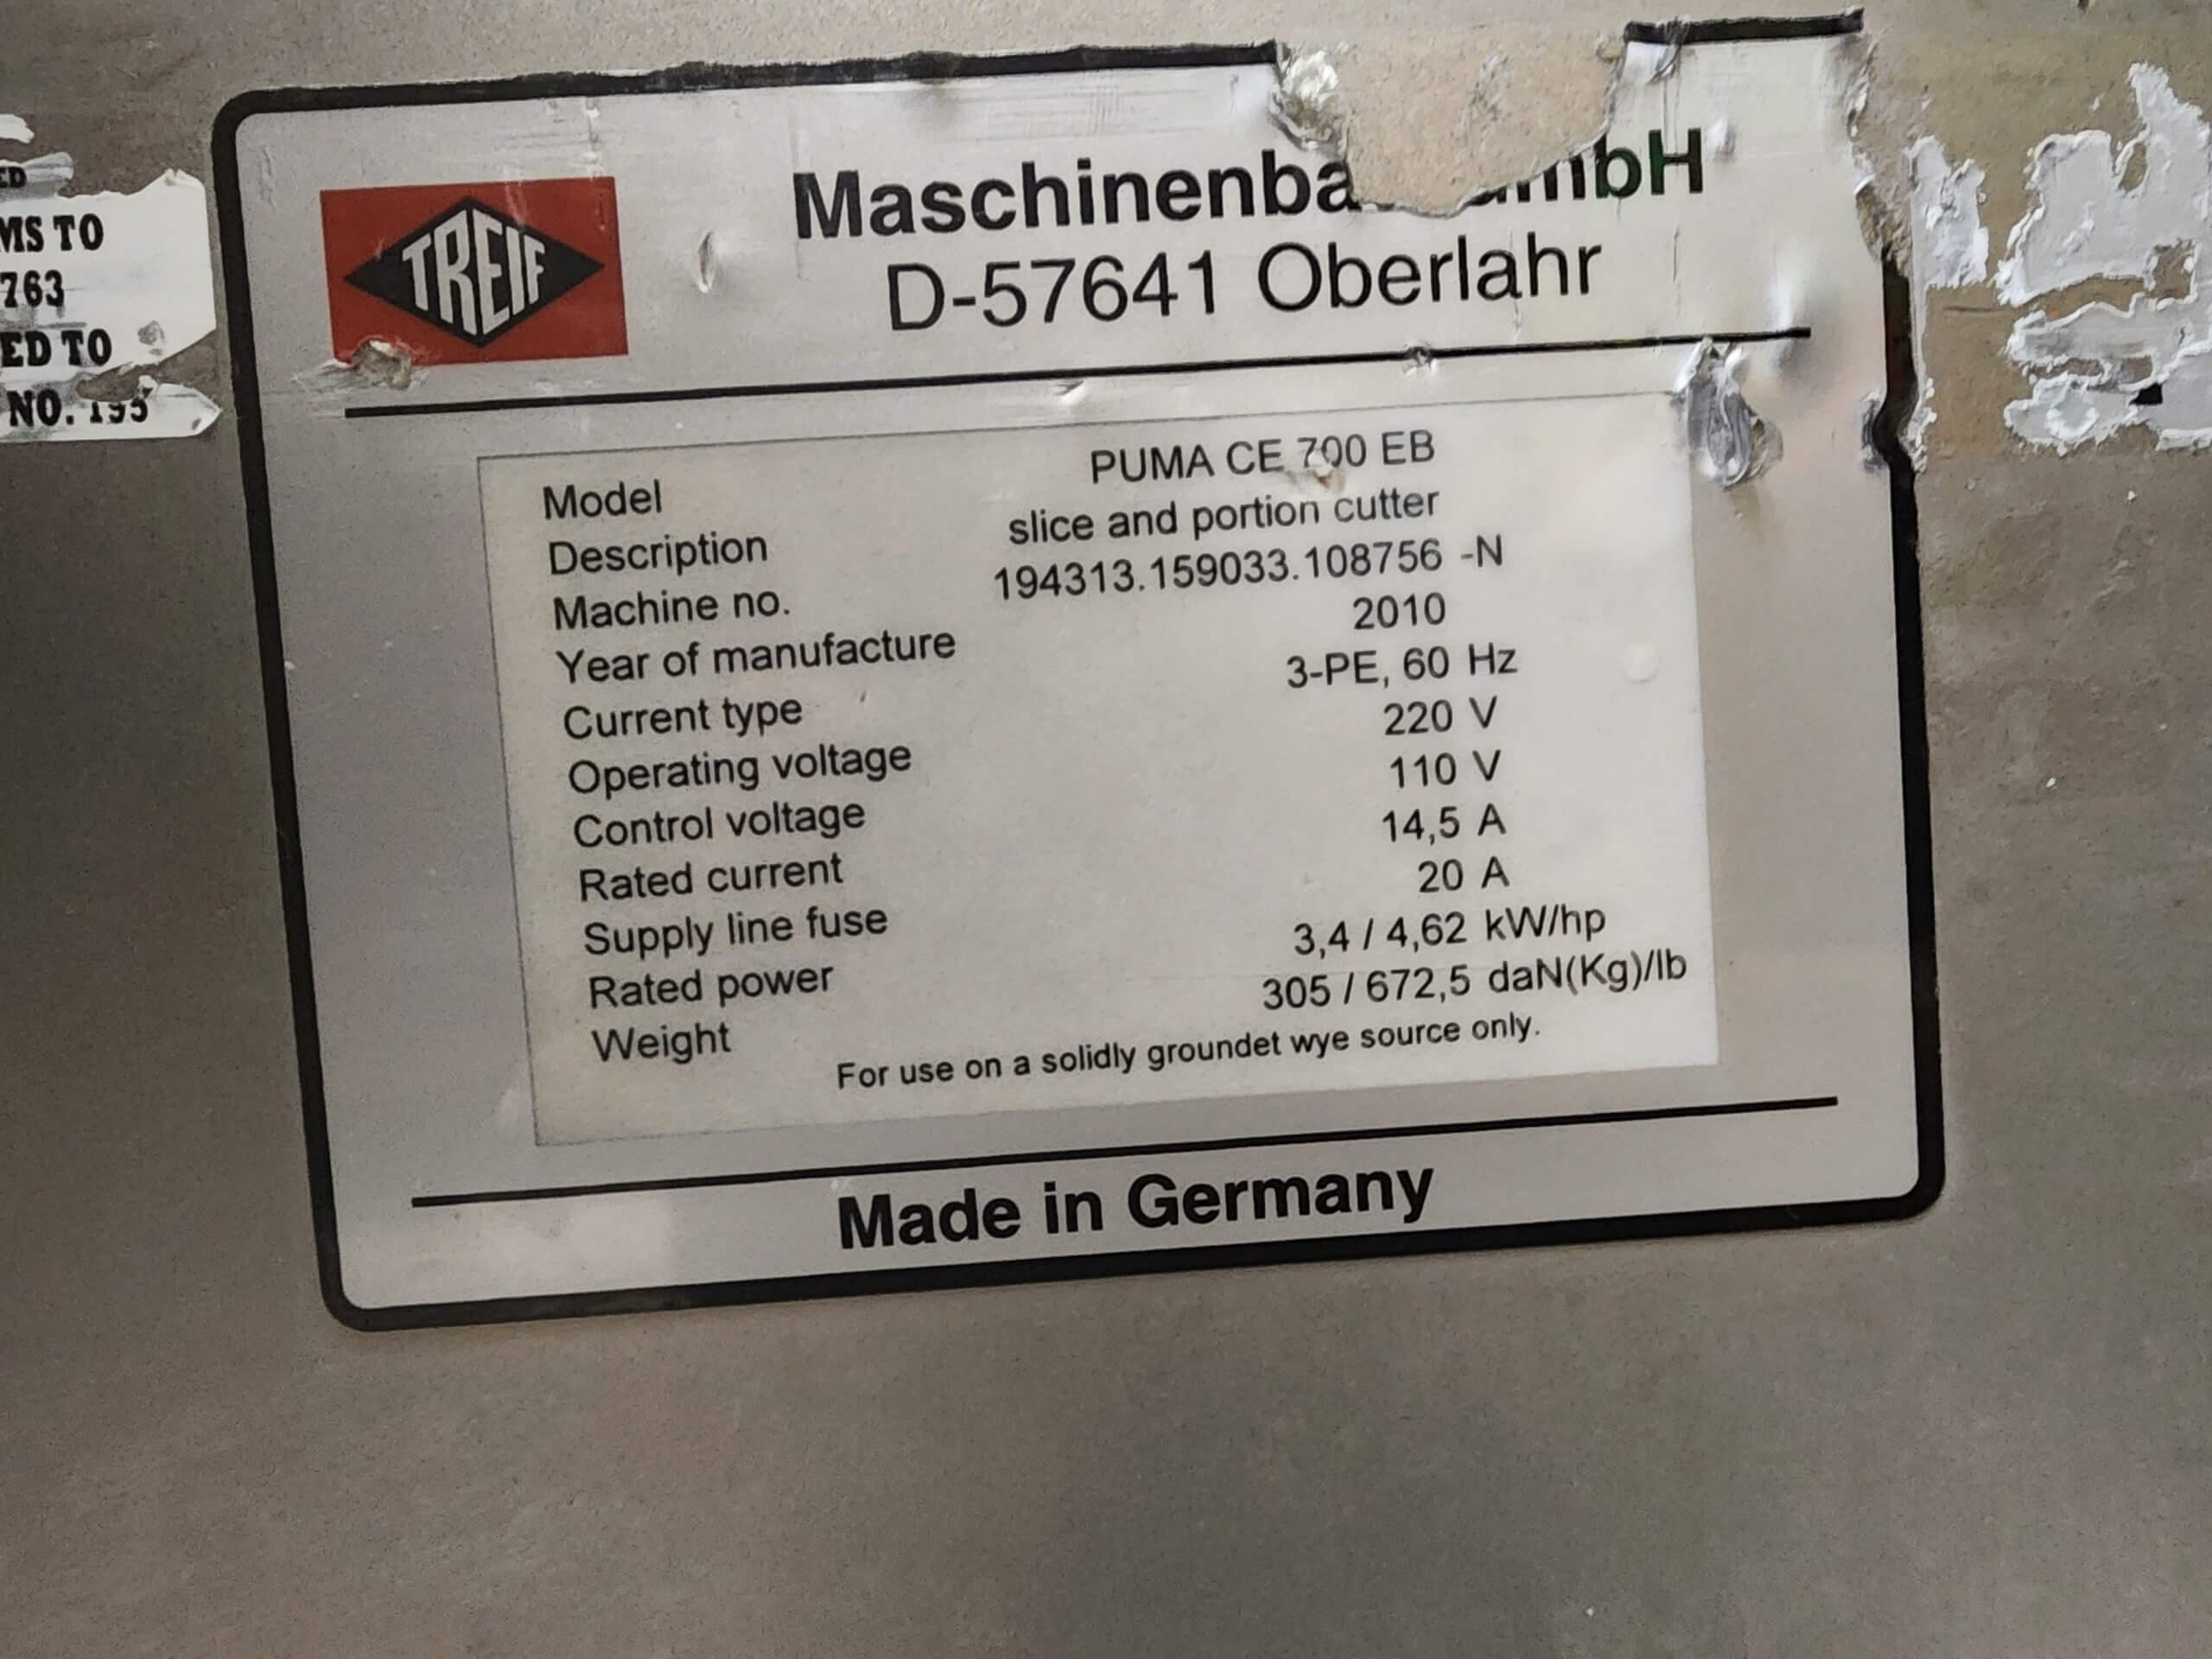 ED
MS TO
763
ED TO
NO. 195
TREIF
D-57641 Oberlahr
Model PUMA CE 700 EB
Description slice and portion cutter
Machine no. 194313.159033.108756 -N
Year of manufacture 2010
Current type 3-PE, 60 Hz
Operating voltage 220 V
Control voltage 110 V
Rated current 14,5 A
Supply line fuse 20 A
Rated power 3,4 / 4,62 kW/hp
Weight 305 / 672,5 daN(Kg)/lb
For use on a solidly groundet wye source only.
Made in Germany